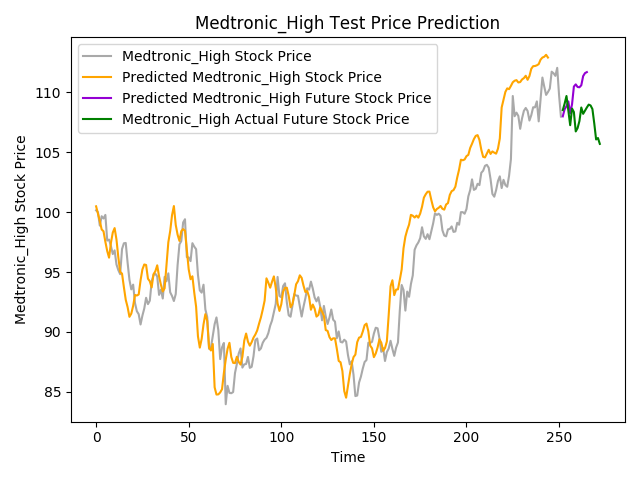 Medtronic_High Test Price Prediction
Medtronic_High Stock Price
Predicted Medtronic_High Stock Price
Predicted Medtronic_High Future Stock Price
Medtronic_High Actual Future Stock Price
Medtronic_High Stock Price
110
105
100
95
90
85
0 50 100 150 200 250
Time